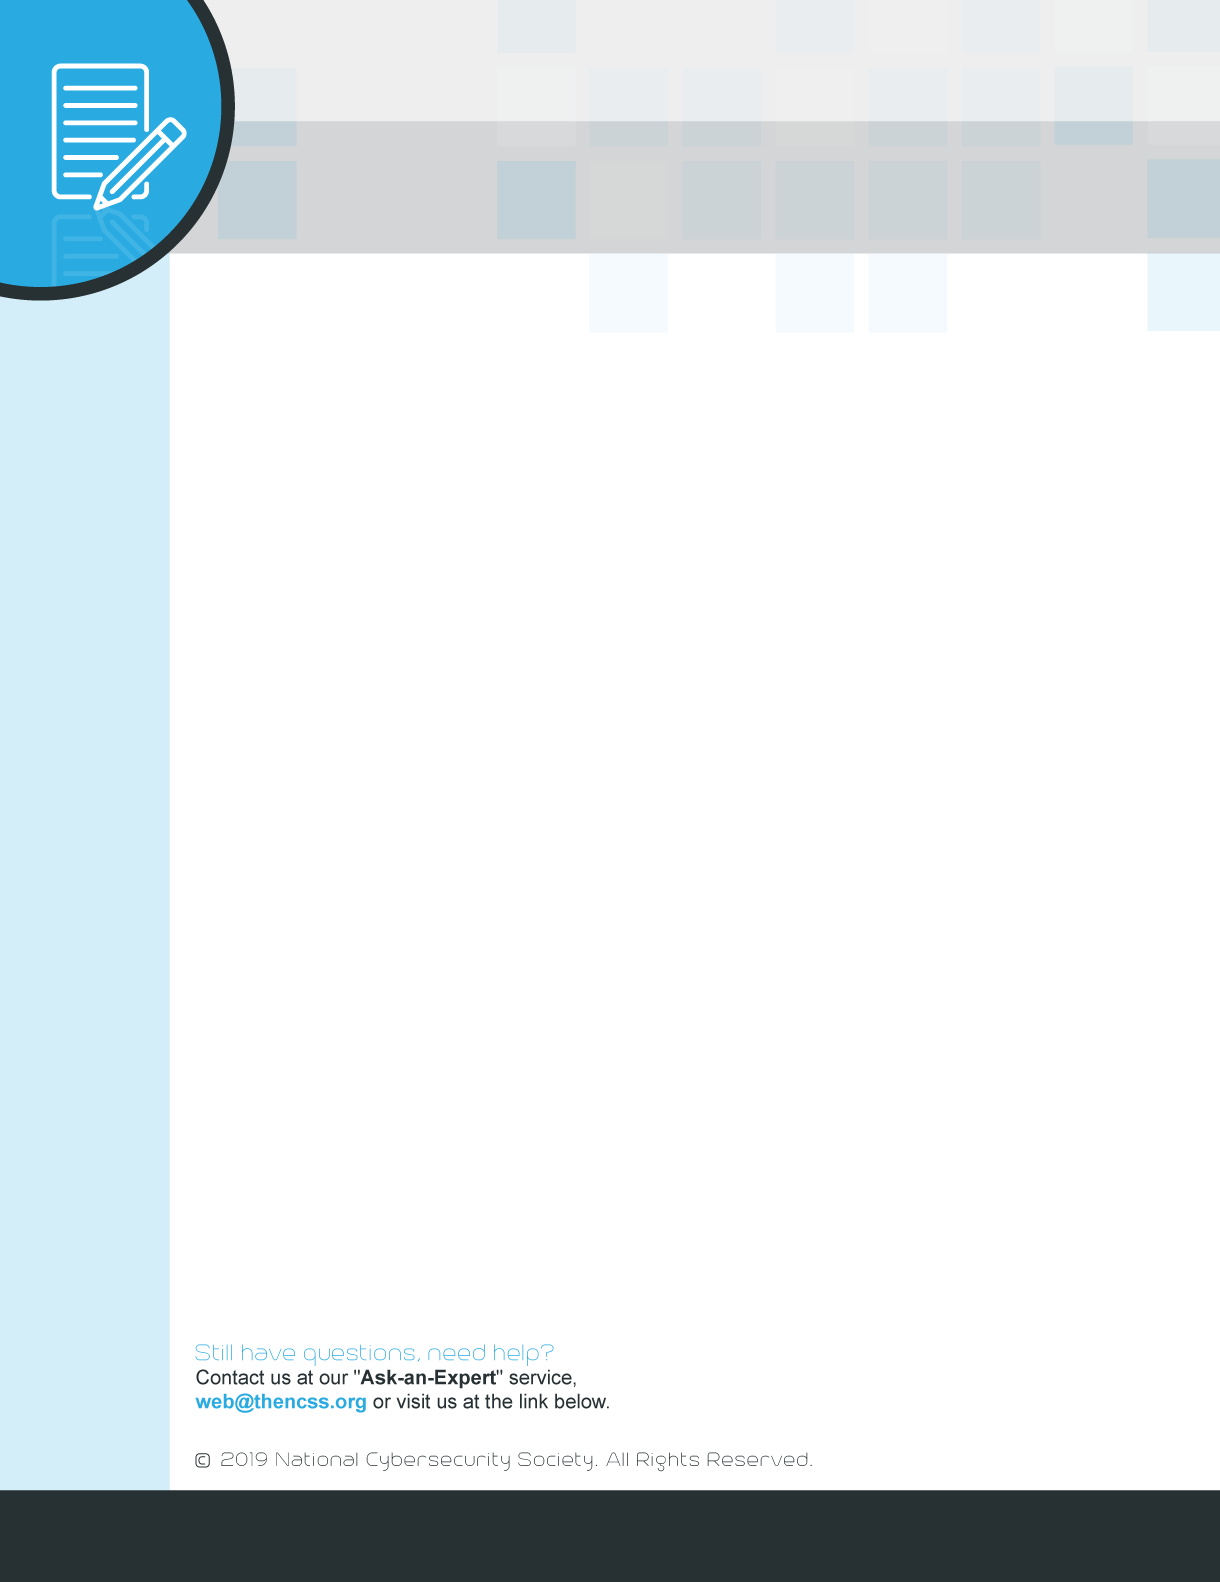 Still have questions, need help?
Contact us at our "Ask-an-Expert" service,
web@thencss.org or visit us at the link below.
© 2019 National Cybersecurity Society. All Rights Reserved.